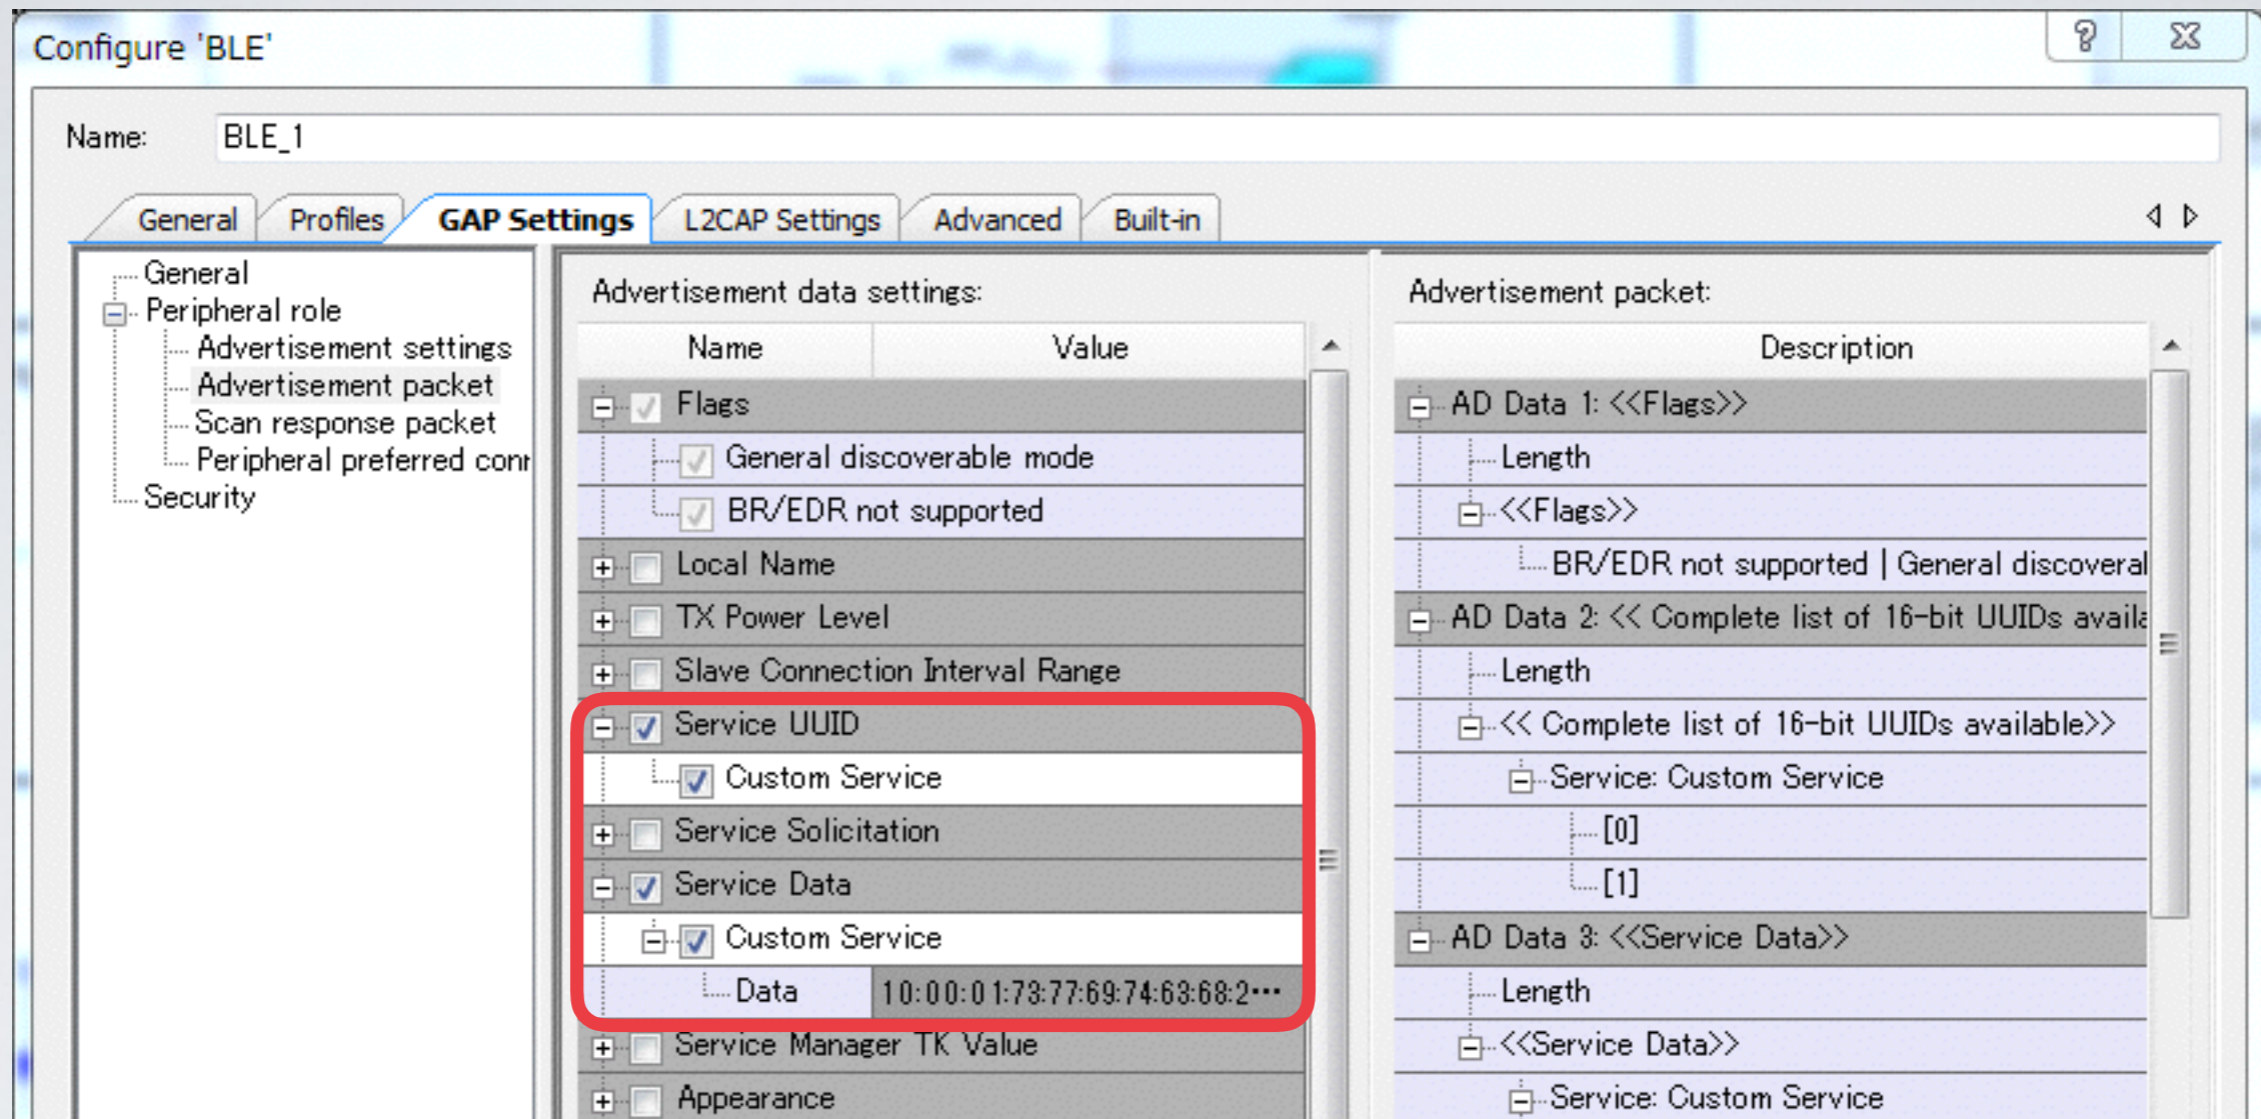 Configure 'BLE'
Name: BLE_1
General Profiles GAP Settings L2CAP Settings Advanced Built-in
General
Peripheral role
Advertisement settings
Advertisement packet
Scan response packet
Peripheral preferred conr
Security
Advertisement data settings:
Name Value
Flags
General discoverable mode
BR/EDR not supported
Local Name
TX Power Level
Slave Connection Interval Range
Service UUID
Custom Service
Service Solicitation
Service Data
Custom Service
Data 10:00:01:73:77:69:74:63:68:2…
Service Manager TK Value
Appearance
Advertisement packet:
Description
AD Data 1: <<Flags>>
Length
<<Flags>>
BR/EDR not supported | General discoveral
AD Data 2: << Complete list of 16-bit UUIDs availa
Length
<< Complete list of 16-bit UUIDs available>>
Service: Custom Service
[0]
[1]
AD Data 3: <<Service Data>>
Length
<<Service Data>>
Service: Custom Service